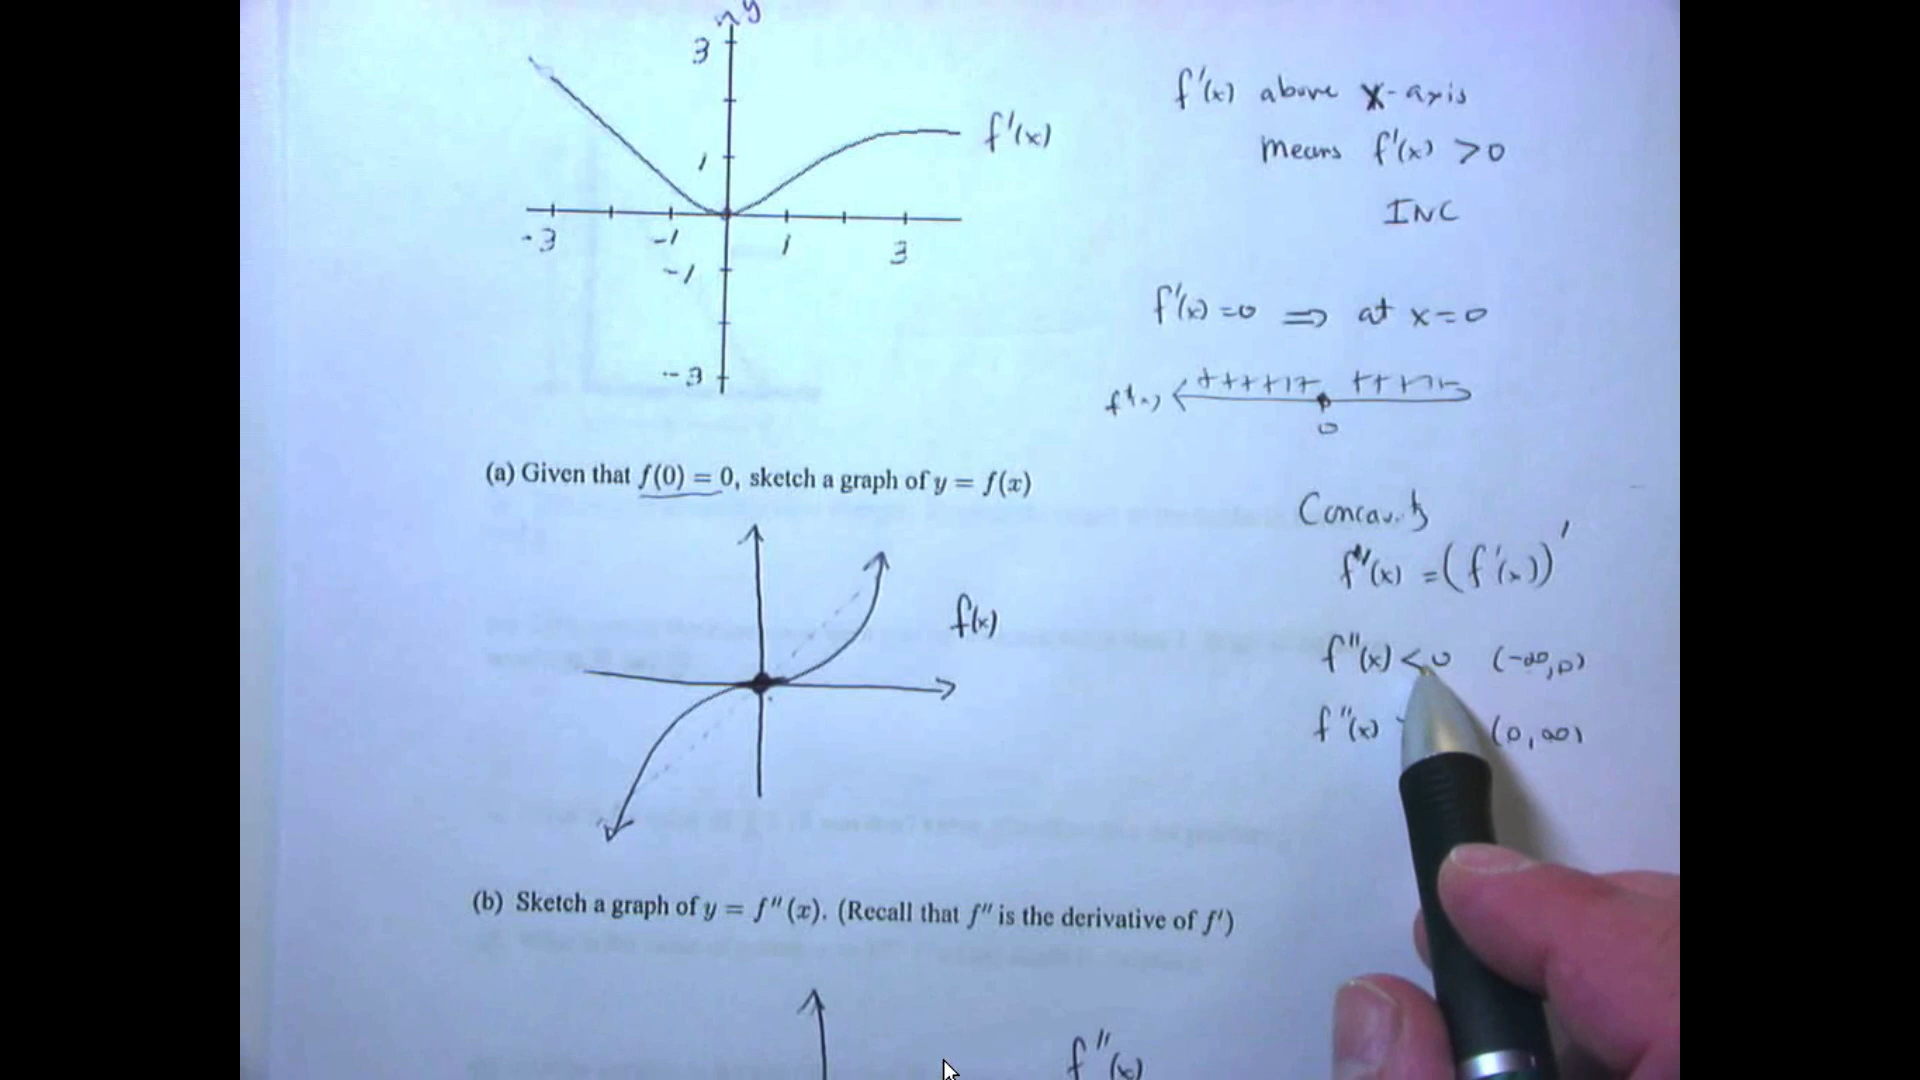 y
3
1
f'(x)
-3
-1
1
3
-1
-3
f'(x) above x-axis
means f'(x) >0
INC
f'(x) =0 ⇒ at x=0
+++++ ++++
0
(a) Given that f(0) = 0, sketch a graph of y = f(x)
f(x)
Concavity
f''(x) = (f'(x))'
f''(x) <0 (-∞,0)
f''(x) (0,∞)
(b) Sketch a graph of y = f''(x). (Recall that f'' is the derivative of f')
f''(x)